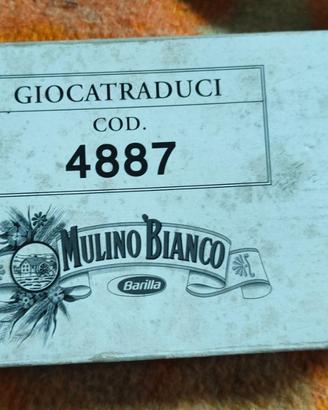 GIOCATRADUCI
COD.
4887
MULINO BIANCO
Barilla